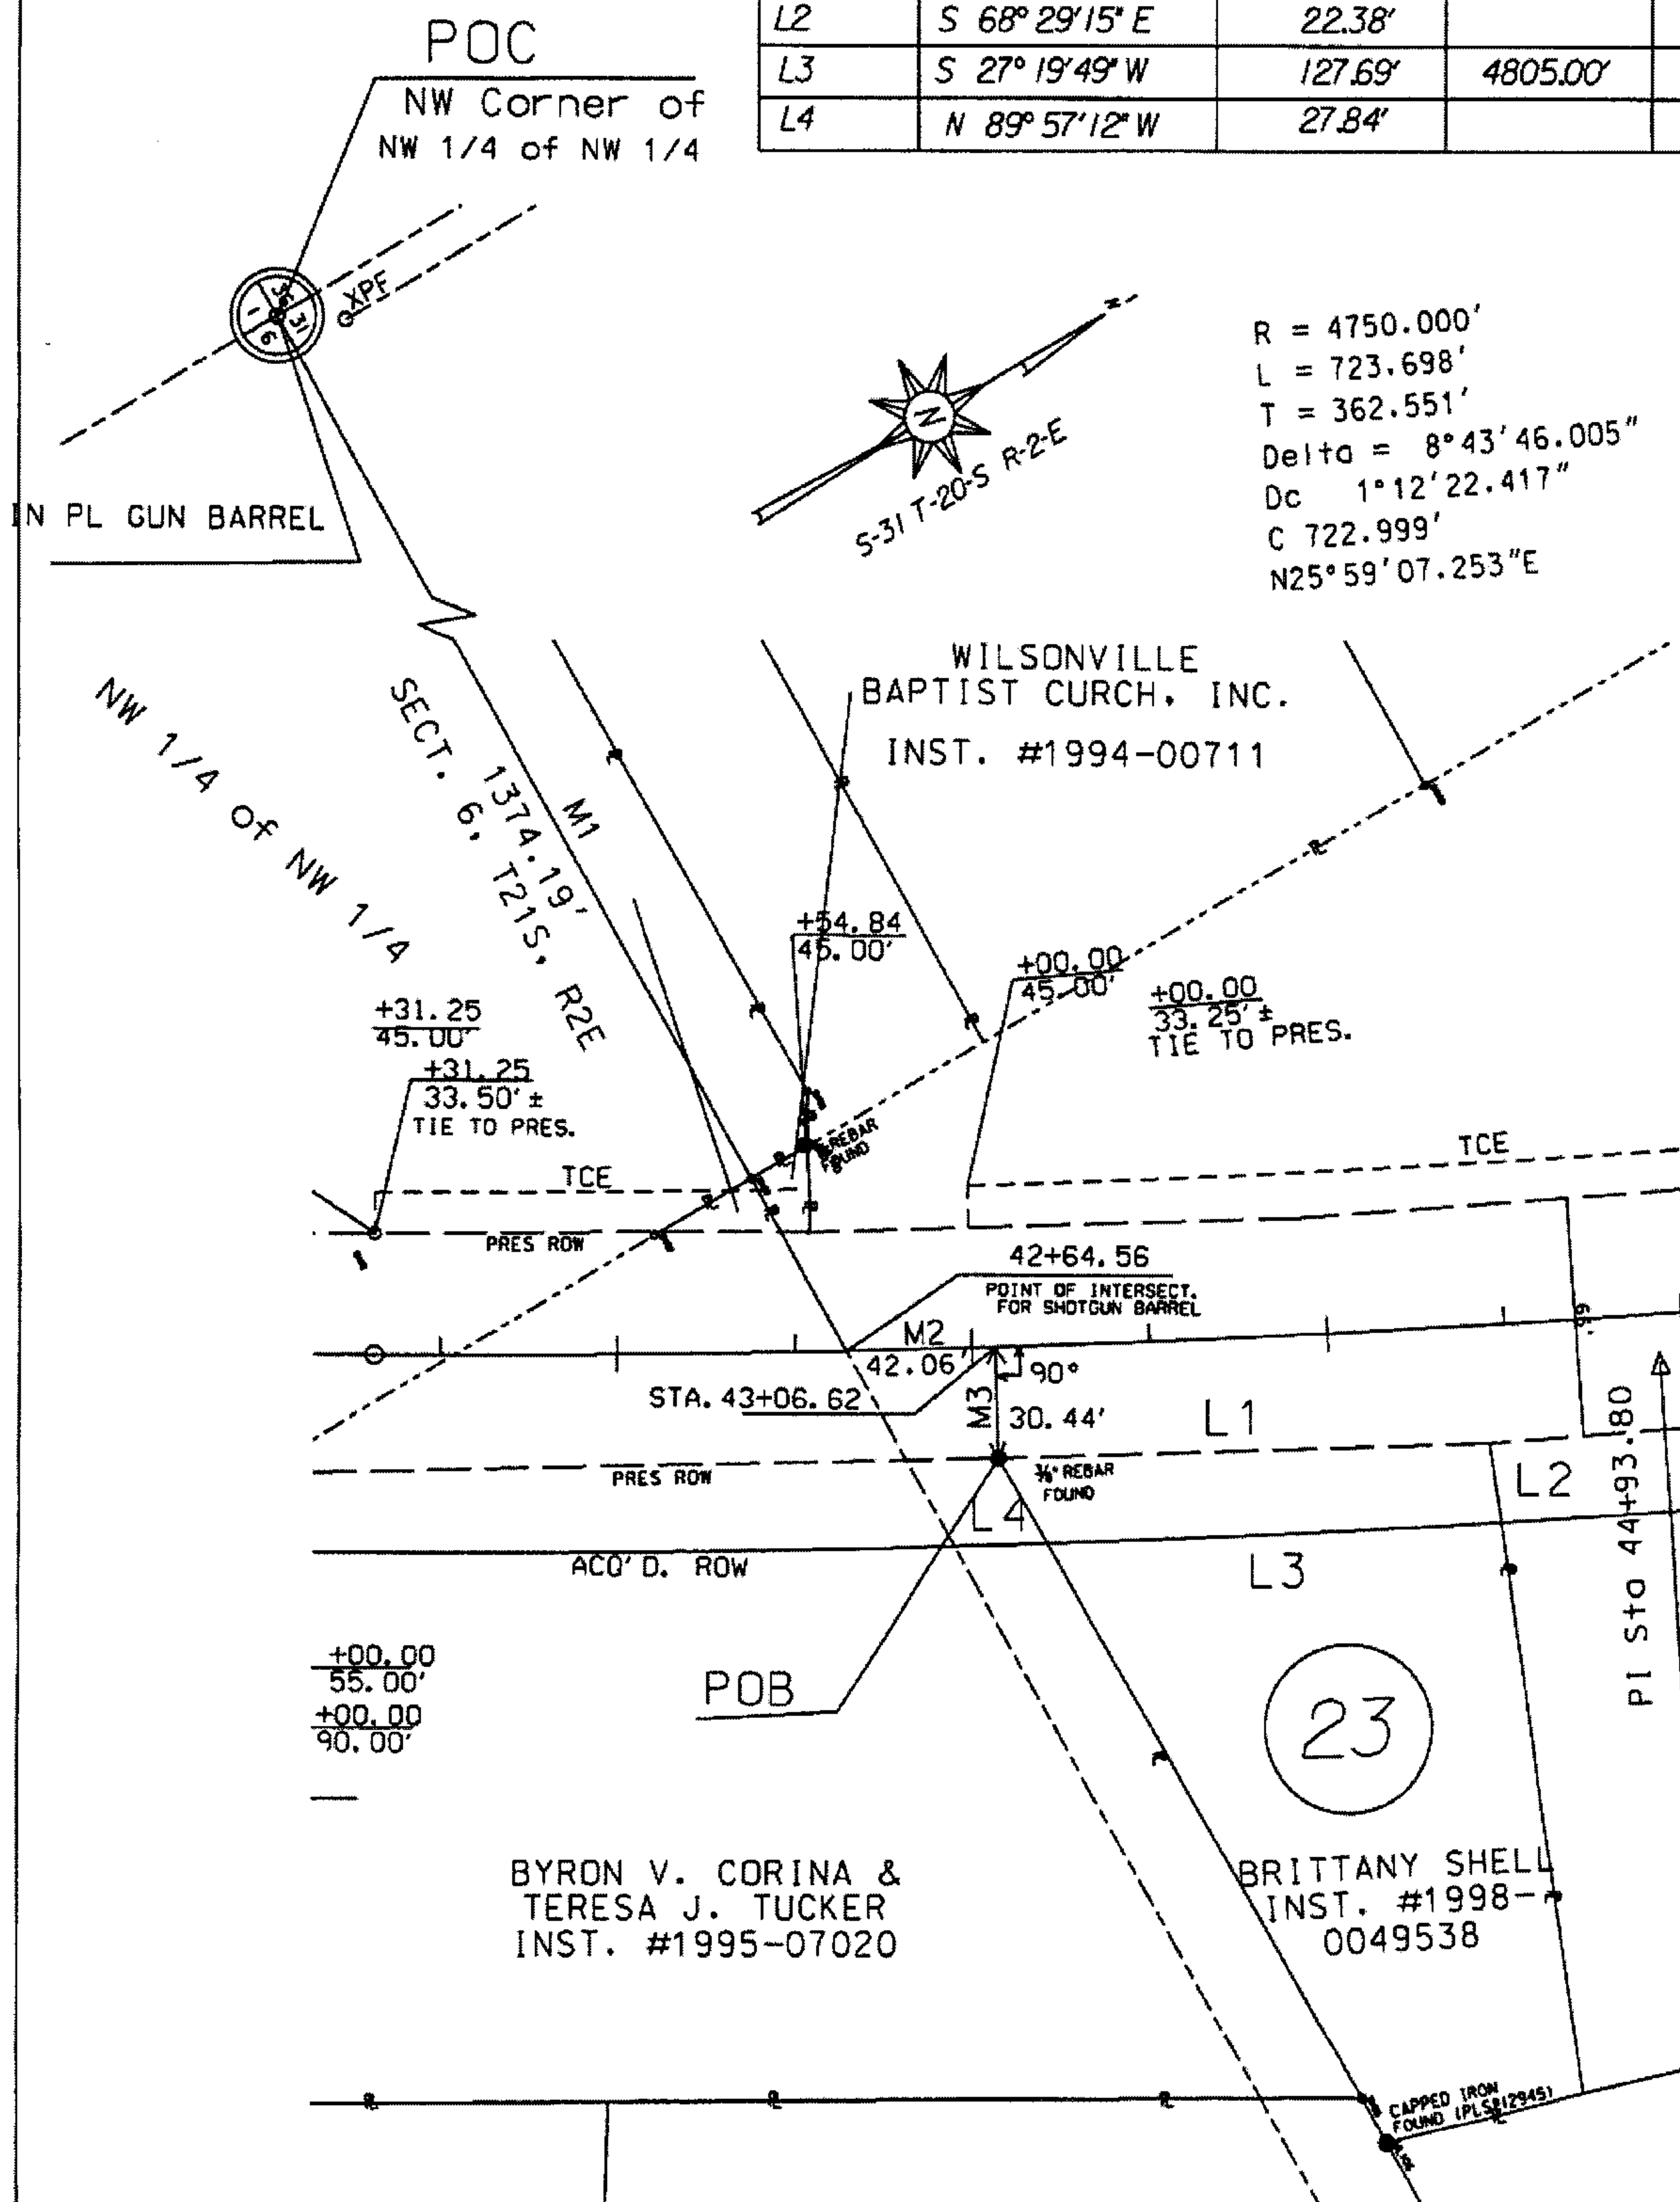 L2 S 68° 29'15" E 22.38'
L3 S 27° 19'49" W 127.69' 4805.00'
L4 N 89° 57'12" W 27.84'
POC
NW Corner of
NW 1/4 of NW 1/4
36 31
1 6
XPF
IN PL GUN BARREL
N
N
S-31 T-20-S R-2-E
R = 4750.000'
L = 723.698'
T = 362.551'
Delta = 8°43'46.005"
Dc 1°12'22.417"
C 722.999'
N25°59'07.253"E
WILSONVILLE
BAPTIST CURCH, INC.
INST. #1994-00711
NW 1/4 of NW 1/4
M1
1374.19'
SECT. 6, T21S, R2E
+54.84
45.00'
+00.00
45.00'
+00.00
33.25'±
TIE TO PRES.
+31.25
45.00'
+31.25
33.50'±
TIE TO PRES.
REBAR
FOUND
TCE
TCE
PRES ROW
42+64.56
POINT OF INTERSECT.
FOR SHOTGUN BARREL
M2
42.06'
90°
STA. 43+06.62
M3
30.44'
L1
55'
PRES ROW
REBAR
FOUND
L2
L4
ACQ'D. ROW
L3
PI Sta 44+93.80
+00.00
55.00'
+00.00
90.00'
POB
23
BYRON V. CORINA &
TERESA J. TUCKER
INST. #1995-07020
BRITTANY SHELL
INST. #1998-
0049538
CAPPED IRON
FOUND (PLS#12945)